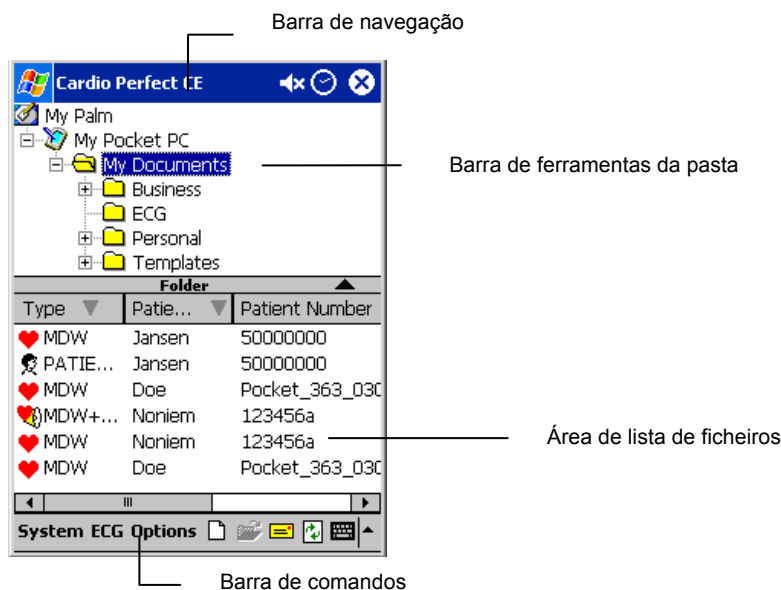 Barra de navegação
Cardio Perfect CE
My Palm
My Pocket PC
My Documents
Barra de ferramentas da pasta
Business
ECG
Personal
Templates
Folder
Type Patie... Patient Number
MDW Jansen 50000000
PATIE... Jansen 50000000
MDW Doe Pocket_363_030
MDW+... Noniem 123456a
MDW Noniem 123456a
Área de lista de ficheiros
MDW Doe Pocket_363_030
System ECG Options
Barra de comandos